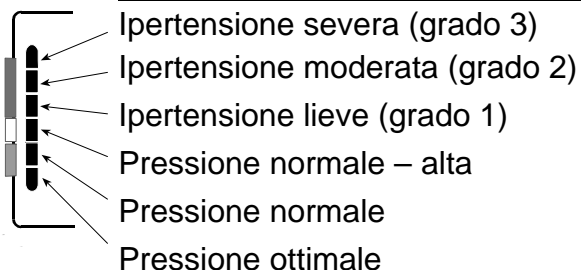 Ipertensione severa (grado 3)
Ipertensione moderata (grado 2)
Ipertensione lieve (grado 1)
Pressione normale – alta
Pressione normale
Pressione ottimale